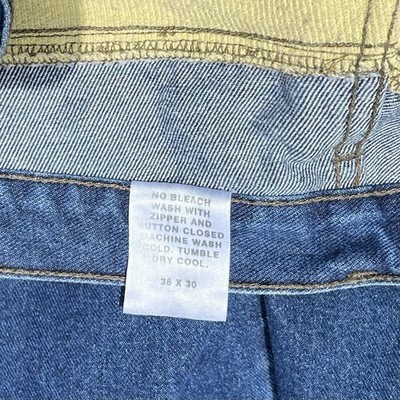 NO BLEACH
WASH WITH
ZIPPER AND
BUTTON CLOSED
MACHINE WASH
COLD. TUMBLE
DRY COOL.
38 X 30